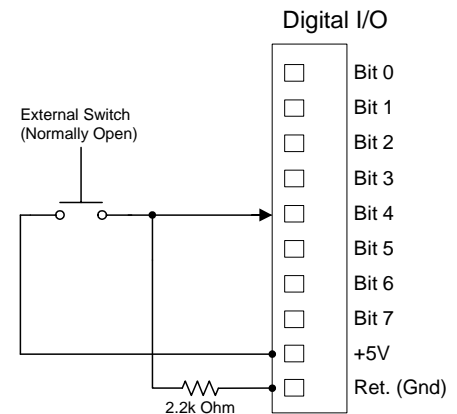 Digital I/O
Bit 0
Bit 1
External Switch
(Normally Open)
Bit 2
Bit 3
Bit 4
Bit 5
Bit 6
Bit 7
+5V
Ret. (Gnd)
2.2k Ohm